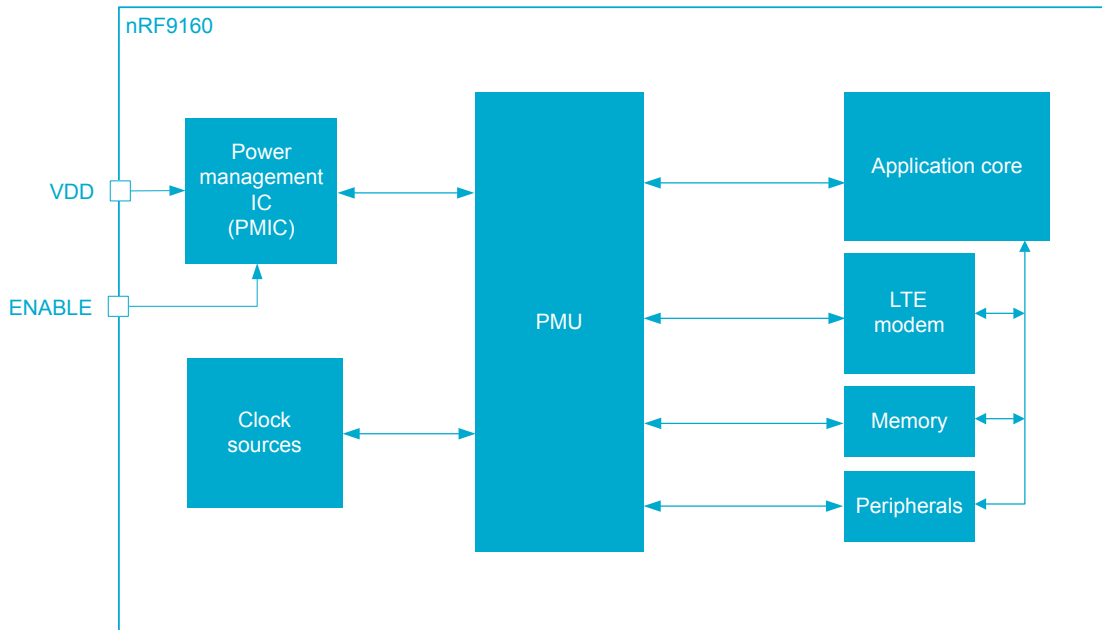 nRF9160
Power
management
IC
(PMIC)
VDD
ENABLE
Clock
sources
PMU
Application core
LTE
modem
Memory
Peripherals